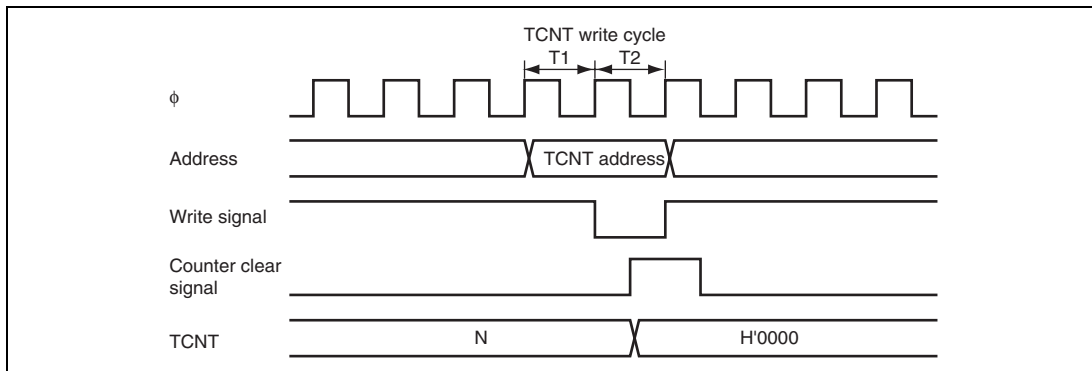 TCNT write cycle
T1 T2
φ
Address
TCNT address
Write signal
Counter clear
signal
TCNT
N
H'0000